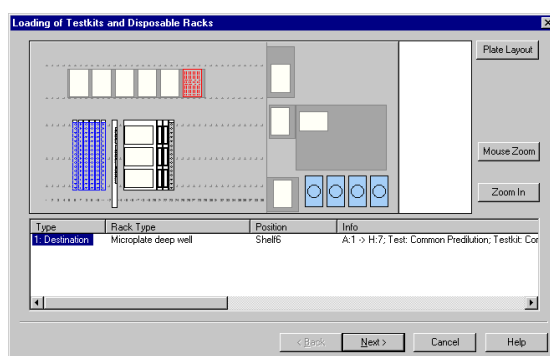 Loading of Testkits and Disposable Racks
Plate Layout
Mouse Zoom
Zoom In
Type Rack Type Position Info
1: Destination Microplate deep well Shelf6 A:1 -> H:7; Test: Common Predilution; Testkit: Cor
< Back Next > Cancel Help